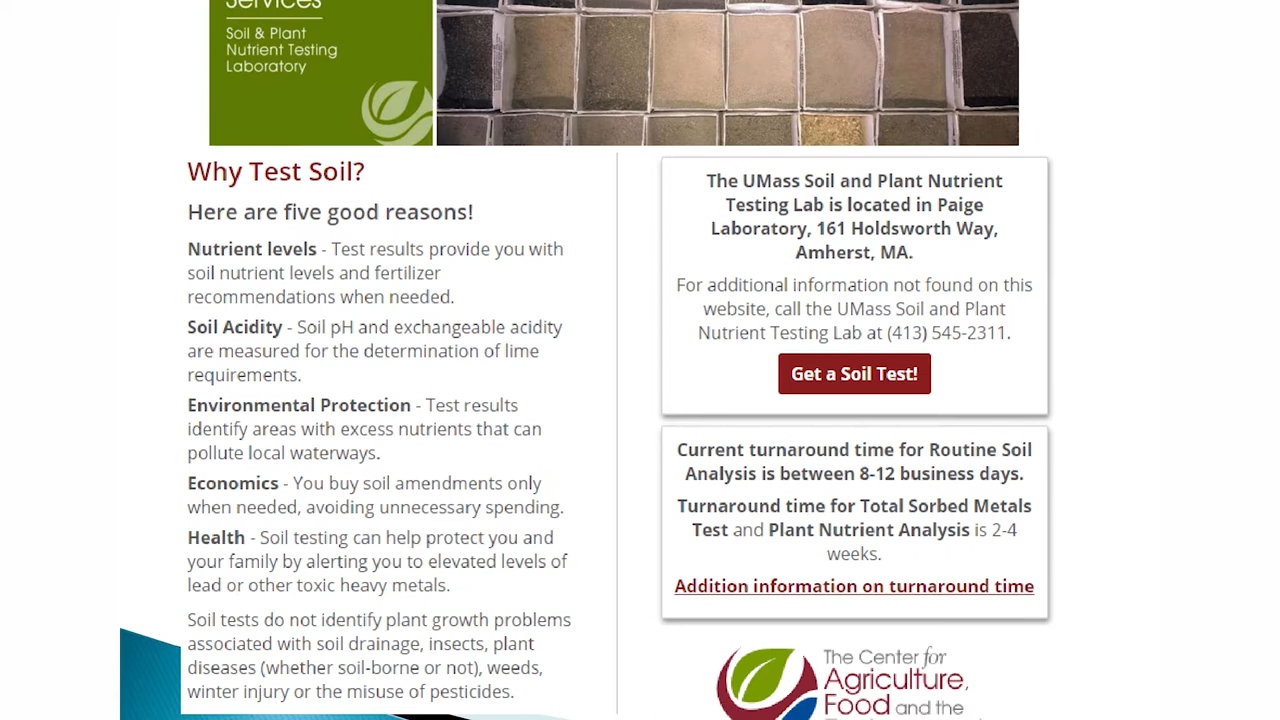 Services
Soil & Plant
Nutrient Testing
Laboratory
Why Test Soil?
Here are five good reasons!
Nutrient levels - Test results provide you with
soil nutrient levels and fertilizer
recommendations when needed.
Soil Acidity - Soil pH and exchangeable acidity
are measured for the determination of lime
requirements.
Environmental Protection - Test results
identify areas with excess nutrients that can
pollute local waterways.
Economics - You buy soil amendments only
when needed, avoiding unnecessary spending.
Health - Soil testing can help protect you and
your family by alerting you to elevated levels of
lead or other toxic heavy metals.
Soil tests do not identify plant growth problems
associated with soil drainage, insects, plant
diseases (whether soil-borne or not), weeds,
winter injury or the misuse of pesticides.
The UMass Soil and Plant Nutrient
Testing Lab is located in Paige
Laboratory, 161 Holdsworth Way,
Amherst, MA.
For additional information not found on this
website, call the UMass Soil and Plant
Nutrient Testing Lab at (413) 545-2311.
Get a Soil Test!
Current turnaround time for Routine Soil
Analysis is between 8-12 business days.
Turnaround time for Total Sorbed Metals
Test and Plant Nutrient Analysis is 2-4
weeks.
Addition information on turnaround time
The Center for
Agriculture,
Food and the